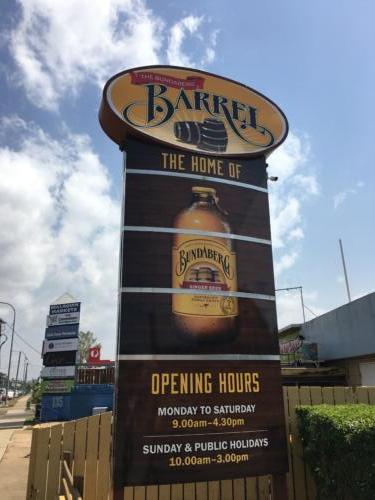 THE BUNDABERG
BARREL
THE HOME OF
BUNDABERG
GINGER BEER
OPENING HOURS
MONDAY TO SATURDAY
9.00am-4.30pm
SUNDAY & PUBLIC HOLIDAYS
10.00am-3.00pm
MARKETS